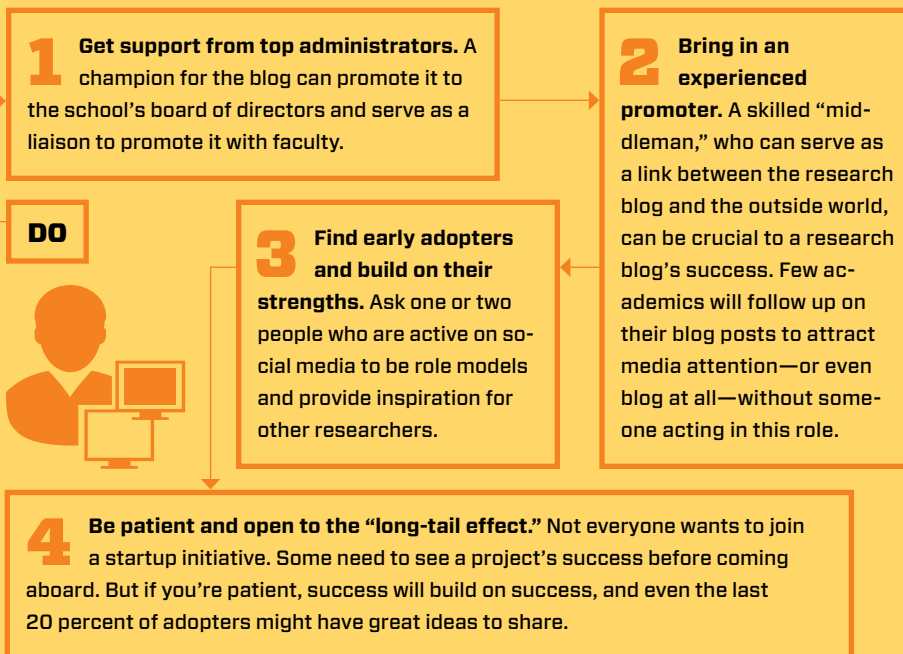 1 Get support from top administrators. A
champion for the blog can promote it to
the school’s board of directors and serve as a
liaison to promote it with faculty.
2 Bring in an
experienced
promoter. A skilled “mid-
dleman,” who can serve as
a link between the research
blog and the outside world,
can be crucial to a research
blog’s success. Few ac-
ademics will follow up on
their blog posts to attract
media attention—or even
blog at all—without some-
one acting in this role.
DO
3 Find early adopters
and build on their
strengths. Ask one or two
people who are active on so-
cial media to be role models
and provide inspiration for
other researchers.
4 Be patient and open to the “long-tail effect.” Not everyone wants to join
a startup initiative. Some need to see a project’s success before coming
aboard. But if you’re patient, success will build on success, and even the last
20 percent of adopters might have great ideas to share.